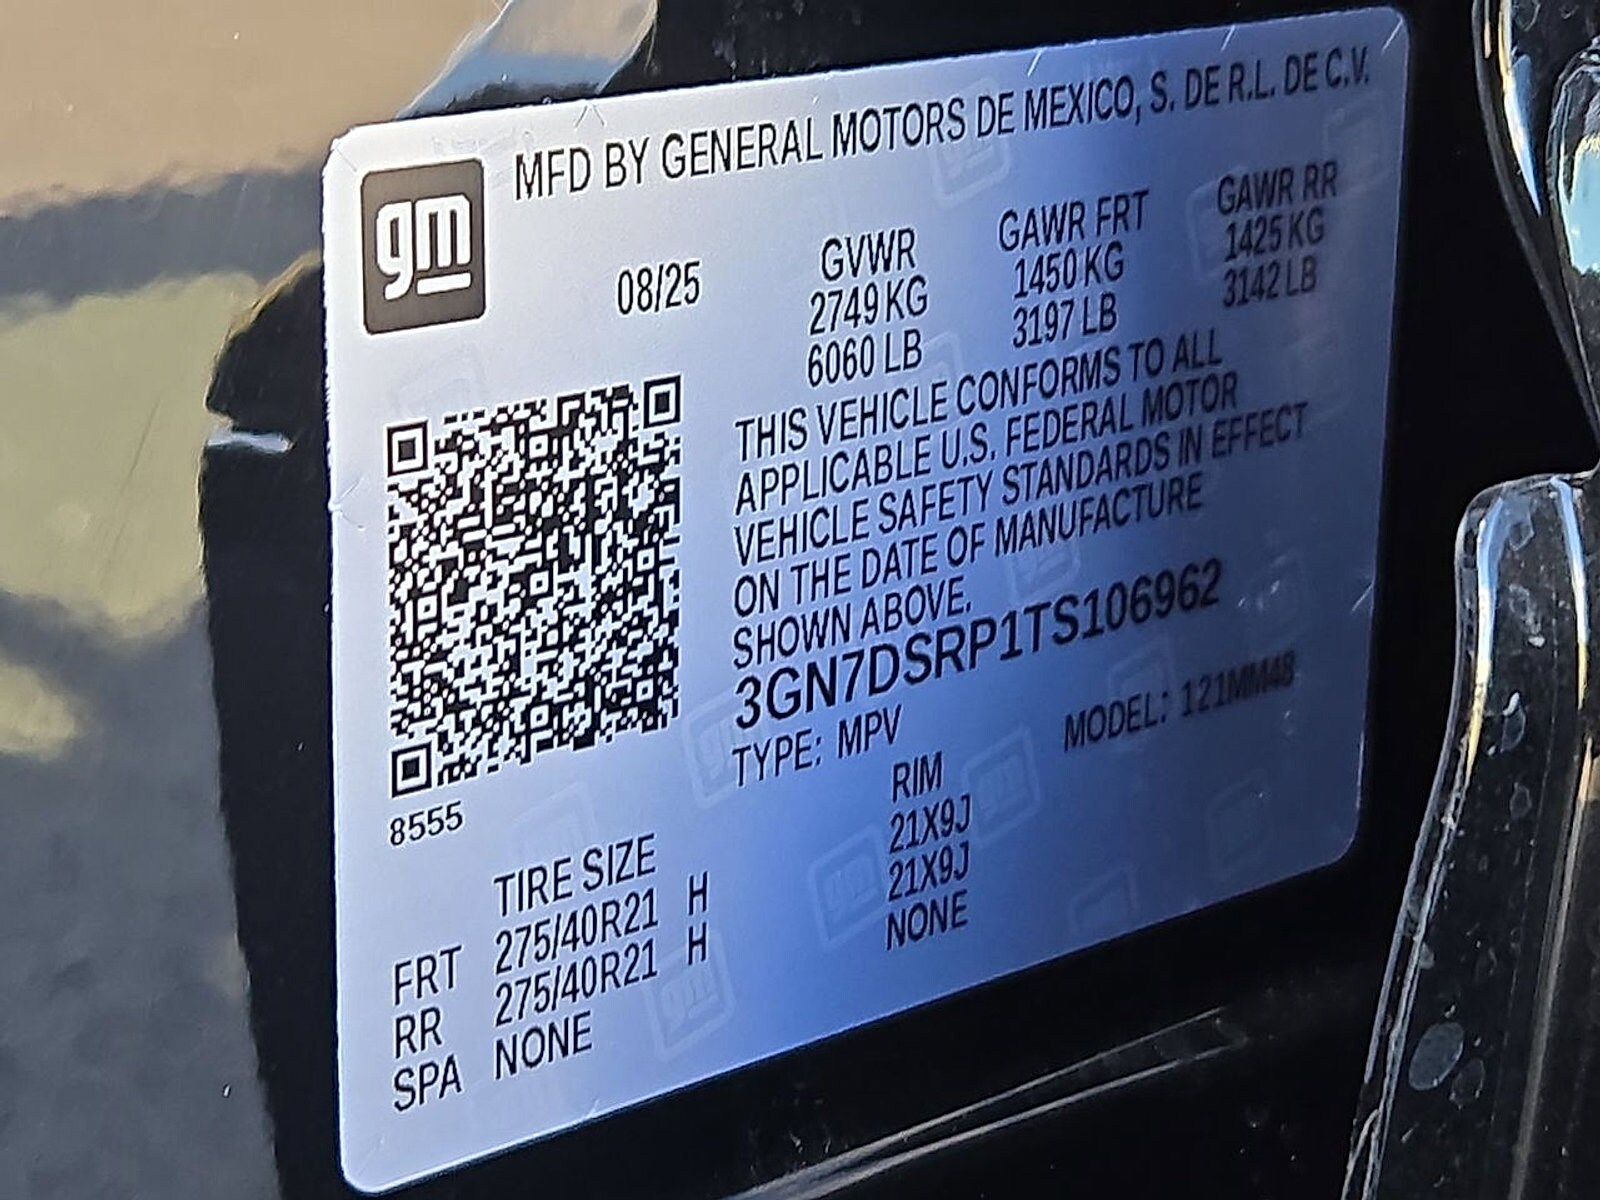 gm
MFD BY GENERAL MOTORS DE MEXICO, S. DE R.L. DE C.V.
08/25
GVWR GAWR FRT GAWR RR
2749 KG 1450 KG 1425 KG
6060 LB 3197 LB 3142 LB
THIS VEHICLE CONFORMS TO ALL
APPLICABLE U.S. FEDERAL MOTOR
VEHICLE SAFETY STANDARDS IN EFFECT
ON THE DATE OF MANUFACTURE
SHOWN ABOVE.
3GN7DSRP1TS106962
TYPE: MPV MODEL: 121MM48
8555
TIRE SIZE RIM
FRT 275/40R21 H 21X9J
RR 275/40R21 H 21X9J
SPA NONE NONE